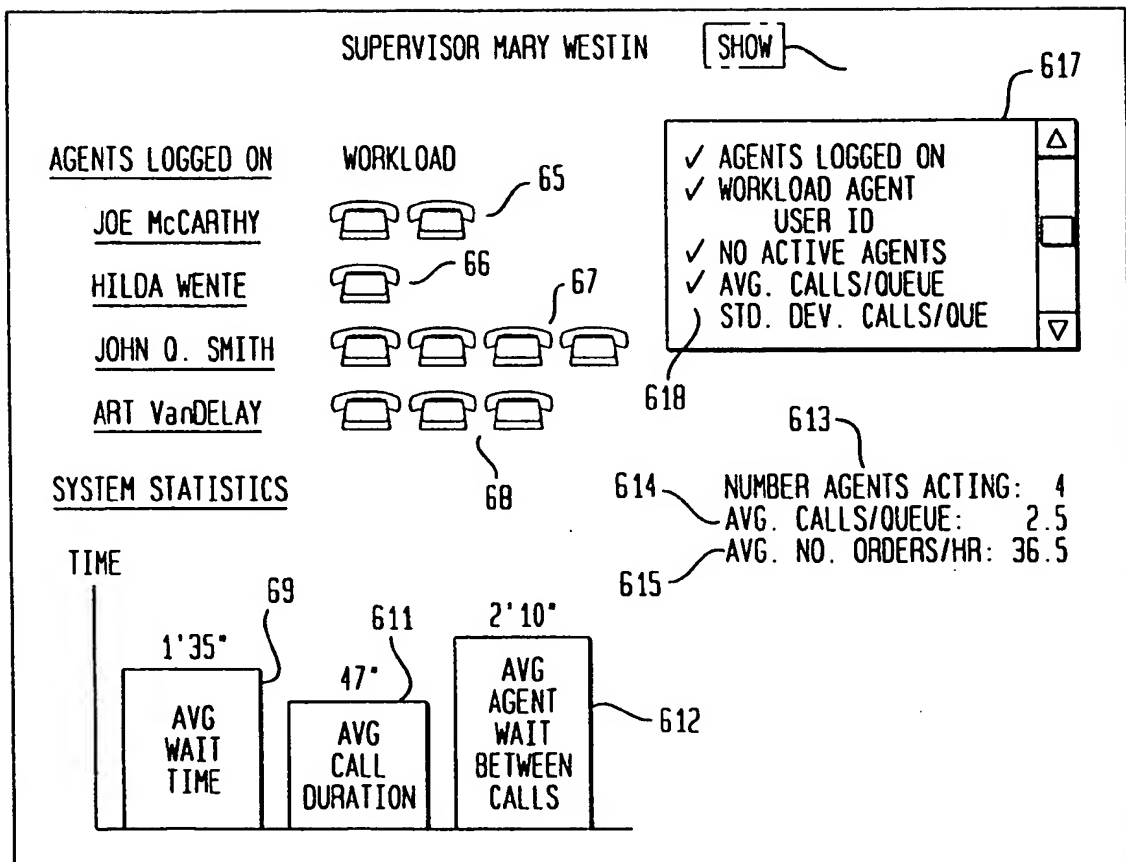 SUPERVISOR MARY WESTIN SHOW
617
AGENTS LOGGED ON WORKLOAD
65
JOE McCARTHY
66
HILDA WENTE
67
JOHN Q. SMITH
ART VanDELAY
68
✓ AGENTS LOGGED ON
✓ WORKLOAD AGENT
USER ID
✓ NO ACTIVE AGENTS
✓ AVG. CALLS/QUEUE
STD. DEV. CALLS/QUE
618
613
SYSTEM STATISTICS
614
NUMBER AGENTS ACTING: 4
AVG. CALLS/QUEUE: 2.5
AVG. NO. ORDERS/HR: 36.5
615
TIME
69
1'35"
AVG
WAIT
TIME
611
47"
AVG
CALL
DURATION
2'10"
AVG
AGENT
WAIT
BETWEEN
CALLS
612